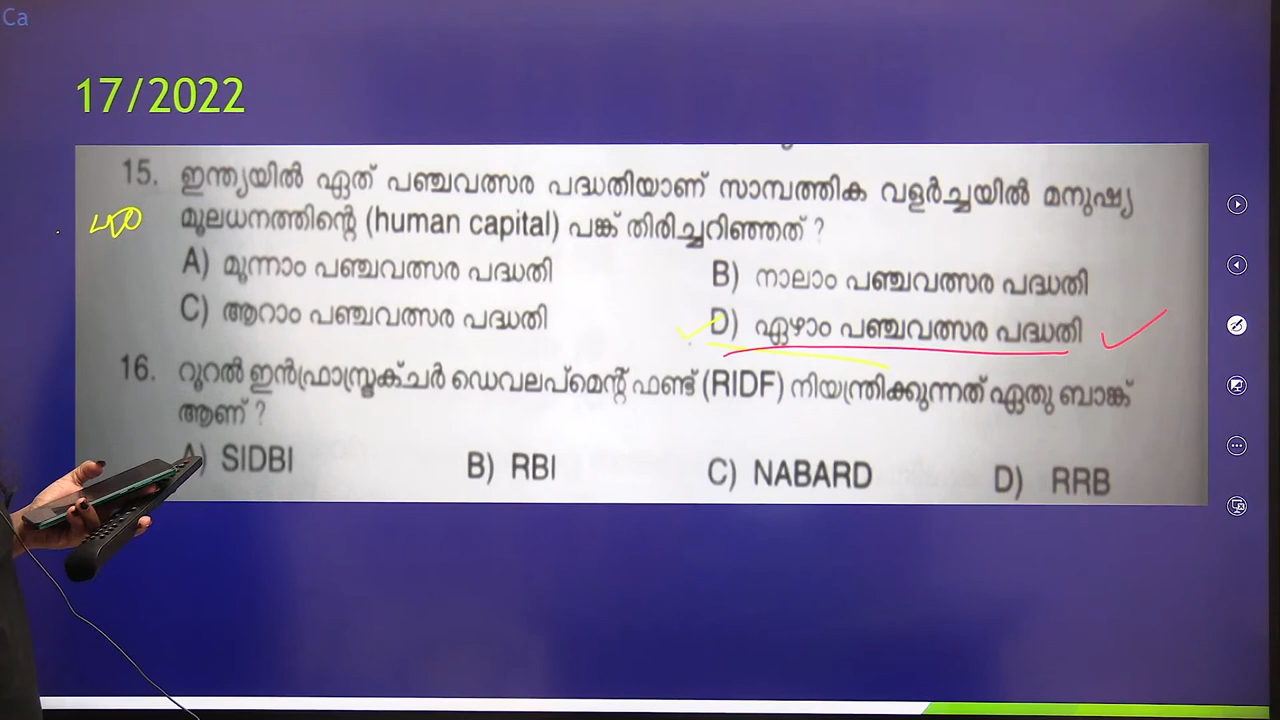 Ca
17/2022
15. ഇന്ത്യയിൽ ഏത് പഞ്ചവത്സര പദ്ധതിയാണ് സാമ്പത്തിക വളർച്ചയിൽ മനുഷ്യ
മൂലധനത്തിന്റെ (human capital) പങ്ക് തിരിച്ചറിഞ്ഞത് ?
A) മൂന്നാം പഞ്ചവത്സര പദ്ധതി B) നാലാം പഞ്ചവത്സര പദ്ധതി
C) ആറാം പഞ്ചവത്സര പദ്ധതി D) ഏഴാം പഞ്ചവത്സര പദ്ധതി
16. റൂറൽ ഇൻഫ്രാസ്ട്രക്ചർ ഡെവലപ്മെന്റ് ഫണ്ട് (RIDF) നിയന്ത്രിക്കുന്നത് ഏതു ബാങ്ക്
ആണ് ?
A) SIDBI B) RBI C) NABARD D) RRB